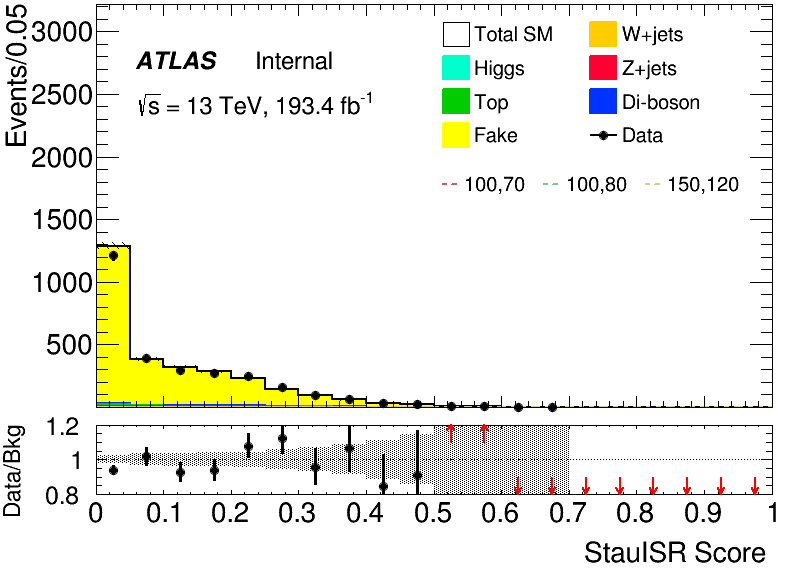 Events/0.05
3000
2500
2000
1500
1000
500
ATLAS Internal
√s = 13 TeV, 193.4 fb-1
Total SM W+jets
Higgs Z+jets
Top Di-boson
Fake Data
100,70 100,80 150,120
Data/Bkg
1.2
1
0.8
0 0.1 0.2 0.3 0.4 0.5 0.6 0.7 0.8 0.9 1
StauISR Score